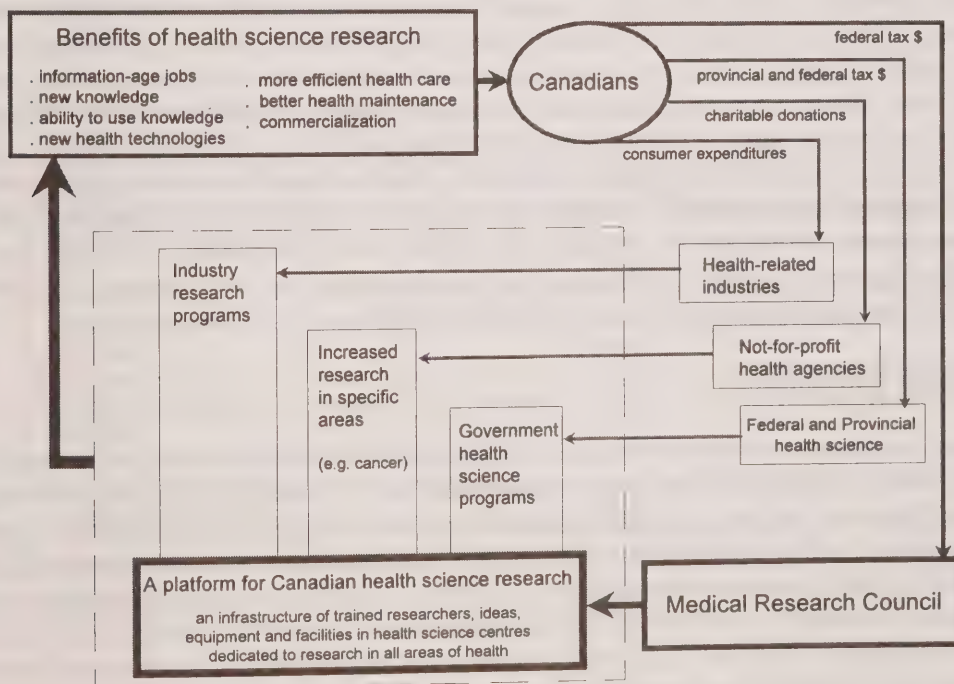 Benefits of health science research
. information-age jobs
. new knowledge
. ability to use knowledge
. new health technologies
. more efficient health care
. better health maintenance
. commercialization
Canadians
federal tax $
provincial and federal tax $
charitable donations
consumer expenditures
Industry
research
programs
Health-related
industries
Increased
research
in specific
areas
(e.g. cancer)
Not-for-profit
health agencies
Government
health
science
programs
Federal and Provincial
health science
A platform for Canadian health science research
an infrastructure of trained researchers, ideas,
equipment and facilities in health science centres
dedicated to research in all areas of health
Medical Research Council